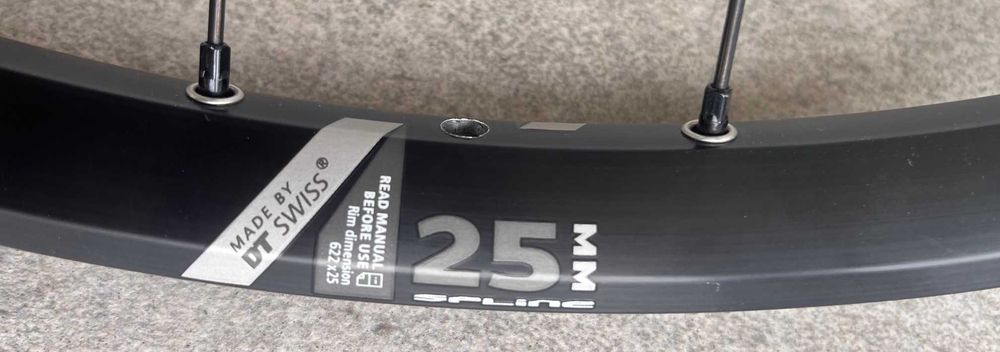 MADE BY
DT SWISS®
READ MANUAL
BEFORE USE
Rim dimension
622x25
25 MM
SPLINE